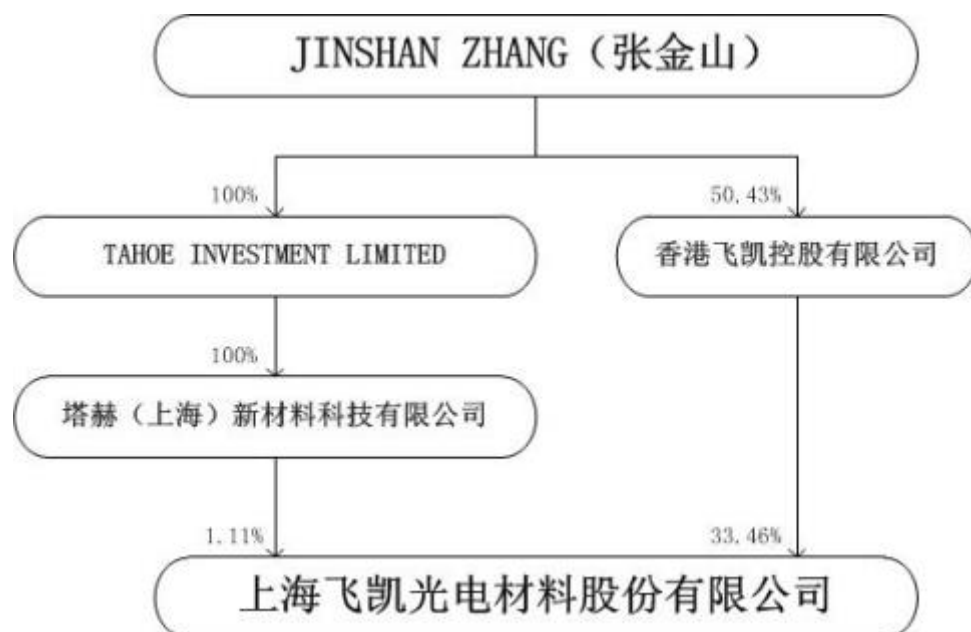 JINSHAN ZHANG（张金山）
100%
50.43%
TAHOE INVESTMENT LIMITED
香港飞凯控股有限公司
100%
塔赫（上海）新材料科技有限公司
1.11%
33.46%
上海飞凯光电材料股份有限公司